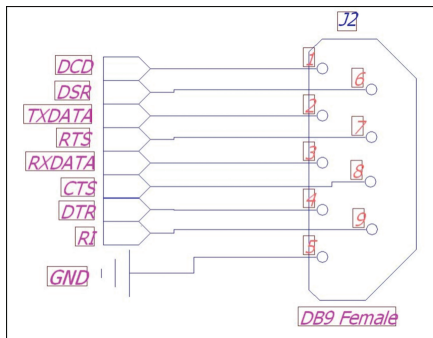 J2
DCD
1
DSR
6
TXDATA
2
RTS
7
RXDATA
3
CTS
8
DTR
4
RI
9
GND
5
DB9 Female